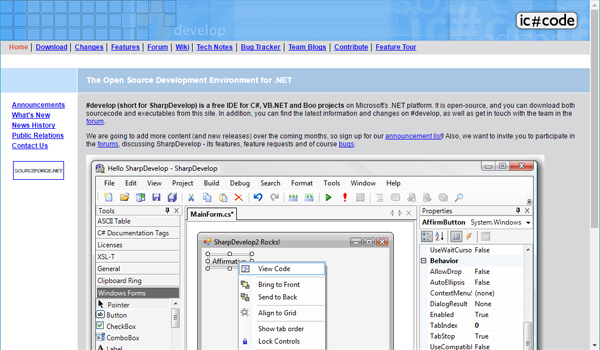 develop
ic#code
Home | Download | Changes | Features | Forum | Wiki | Tech Notes | Bug Tracker | Team Blogs | Contribute | Feature Tour
The Open Source Development Environment for .NET
Announcements
What's New
News History
Public Relations
Contact Us
SOURCEFORGE.NET
#develop (short for SharpDevelop) is a free IDE for C#, VB.NET and Boo projects on Microsoft's .NET platform. It is open-source, and you can download both
sourcecode and executables from this site. In addition, you can find the latest information and changes on #develop, as well as get in touch with the team in the
forum.
We are going to add more content (and new releases) over the coming months, so sign up for our announcement list! Also, we want to invite you to participate in
the forums, discussing SharpDevelop - its features, feature requests and of course bugs.
Hello SharpDevelop - SharpDevelop
File Edit View Project Build Debug Search Format Tools Window Help
Tools
ASCII Table
C# Documentation Tags
Licenses
XSL-T
General
Clipboard Ring
Windows Forms
Pointer
Button
CheckBox
ComboBox
Label
MainForm.cs*
SharpDevelop2 Rocks!
Affirmative
View Code
Bring to Front
Send to Back
Align to Grid
Show tab order
Lock Controls
Properties
AffirmButton System.Windows
UseWaitCurso False
Behavior
AllowDrop False
AutoEllipsis False
ContextMenu (none)
DialogResult None
Enabled True
TabIndex 0
TabStop True
UseCompatibl False